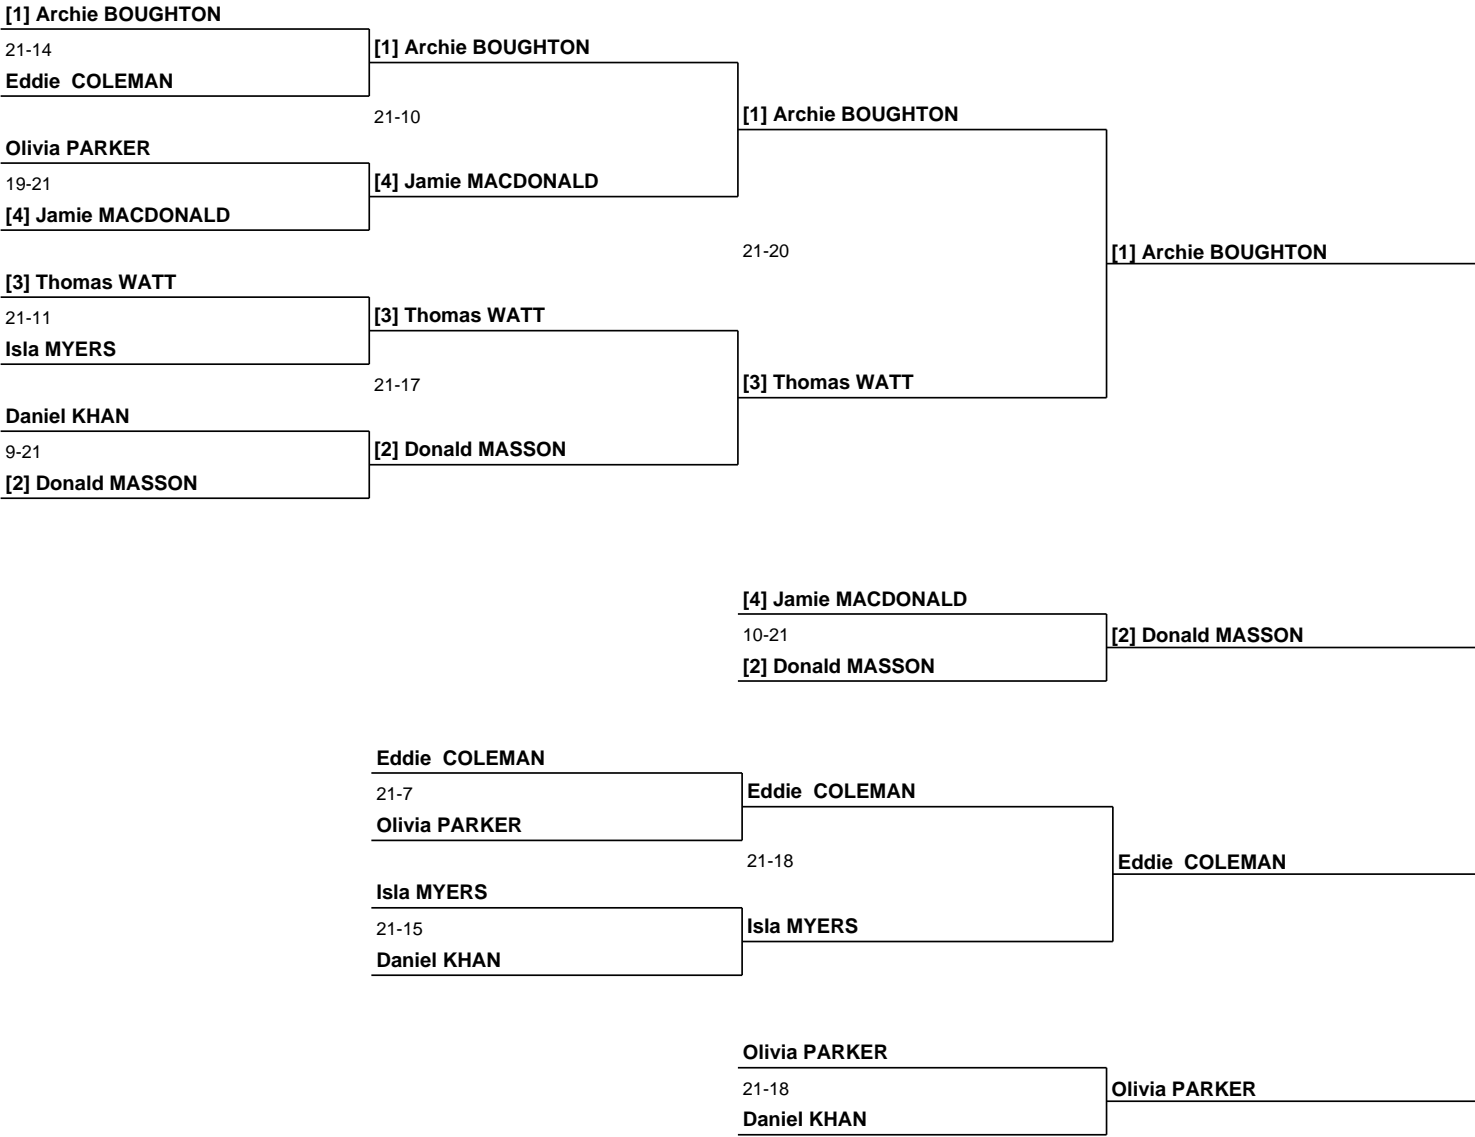 [1] Archie BOUGHTON
21-14
[1] Archie BOUGHTON
Eddie  COLEMAN
21-10
[1] Archie BOUGHTON
Olivia PARKER
19-21
[4] Jamie MACDONALD
[4] Jamie MACDONALD
21-20
[1] Archie BOUGHTON
[3] Thomas WATT
21-11
[3] Thomas WATT
Isla MYERS
21-17
[3] Thomas WATT
Daniel KHAN
9-21
[2] Donald MASSON
[2] Donald MASSON
[4] Jamie MACDONALD
10-21
[2] Donald MASSON
[2] Donald MASSON
Eddie  COLEMAN
21-7
Eddie  COLEMAN
Olivia PARKER
21-18
Eddie  COLEMAN
Isla MYERS
21-15
Isla MYERS
Daniel KHAN
Olivia PARKER
21-18
Olivia PARKER
Daniel KHAN